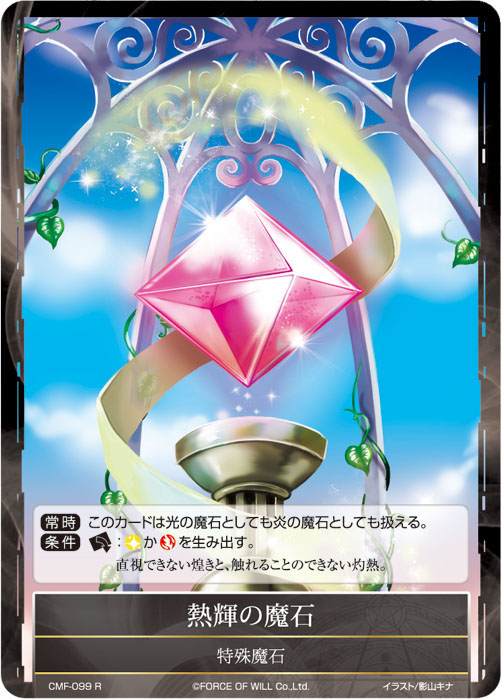 常時 このカードは光の魔石としても炎の魔石としても扱える。
条件 :か を生み出す。
直視できない煌きと、触れることのできない灼熱。
熱輝の魔石
特殊魔石
CMF-099 R ©FORCE OF WILL Co.,Ltd. イラスト/影山キナ